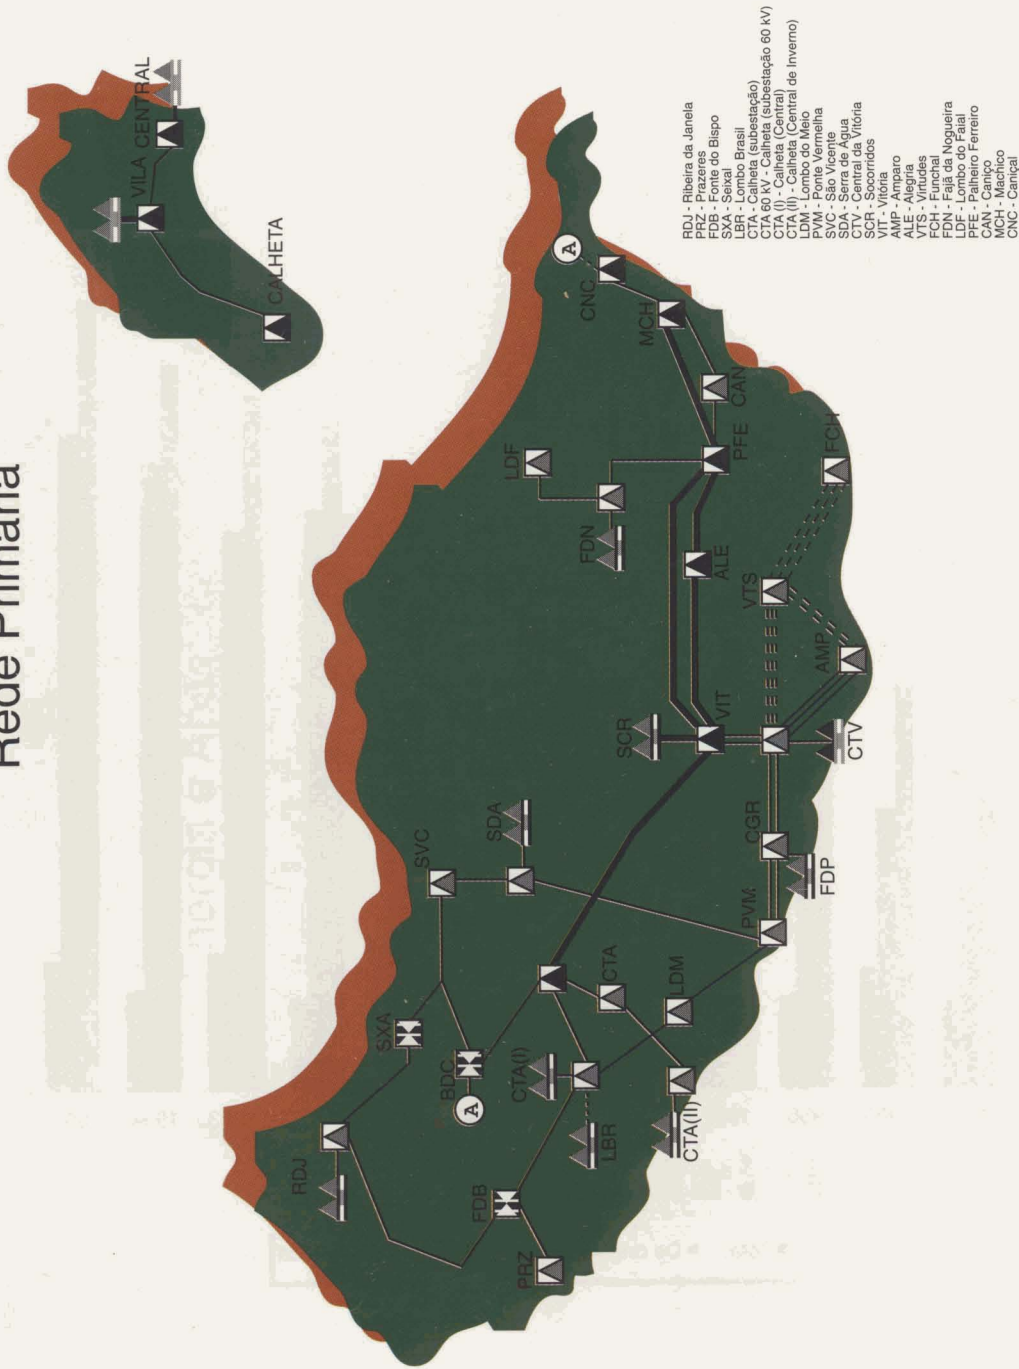 Rede Primária
VILA
CENTRAL
CALHETA
A
CNC
MCH
CAN
LDF
PFE
FCH
FDN
ALE
VTS
AMP
SCR
VIT
CTV
SVC
SDA
CGR
FDP
PVM
SXA
CTA
LDM
BDC
A
CTA(I)
CTA(II)
LBR
RDJ
FDB
PRZ
RDJ - Ribeira da Janela
PRZ - Prazeres
FDB - Fonte do Bispo
SXA - Seixal
LBR - Lombo Brasil
CTA - Calheta (subestação)
CTA 60 kV - Calheta (subestação 60 kV)
CTA (I) - Calheta (Central)
CTA (II) - Calheta (Central de Inverno)
LDM - Lombo do Meio
PVM - Ponte Vermelha
SVC - São Vicente
SDA - Serra de Água
CTV - Central da Vitória
SCR - Socorridos
VIT - Vitória
AMP - Amparo
ALE - Alegria
VTS - Virtudes
FCH - Funchal
FDN - Fajã da Nogueira
LDF - Lombo do Faial
PFE - Palheiro Ferreiro
CAN - Caniço
MCH - Machico
CNC - Caniçal